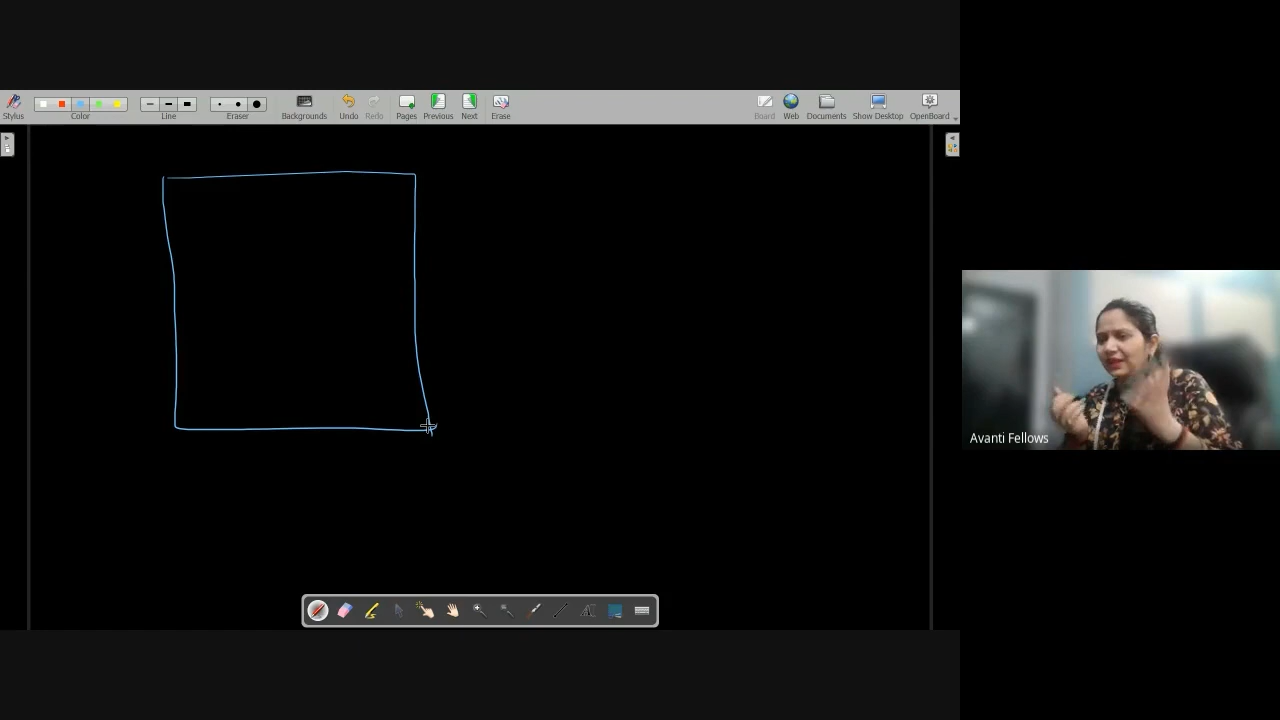 Stylus
Color
Line
Eraser
Backgrounds
Undo
Redo
Pages
Previous
Next
Erase
Board
Web
Documents
Show Desktop
OpenBoard
Avanti Fellows